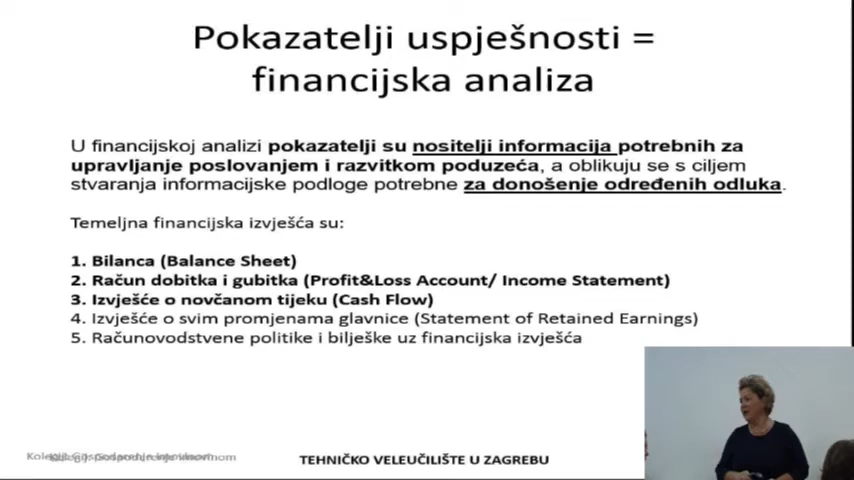 Pokazatelji uspješnosti =
financijska analiza
U financijskoj analizi pokazatelji su nositelji informacija potrebnih za
upravljanje poslovanjem i razvitkom poduzeća, a oblikuju se s ciljem
stvaranja informacijske podloge potrebne za donošenje određenih odluka.
Temeljna financijska izvješća su:
1. Bilanca (Balance Sheet)
2. Račun dobitka i gubitka (Profit&Loss Account/ Income Statement)
3. Izvješće o novčanom tijeku (Cash Flow)
4. Izvješće o svim promjenama glavnice (Statement of Retained Earnings)
5. Računovodstvene politike i bilješke uz financijska izvješća
TEHNIČKO VELEUČILIŠTE U ZAGREBU